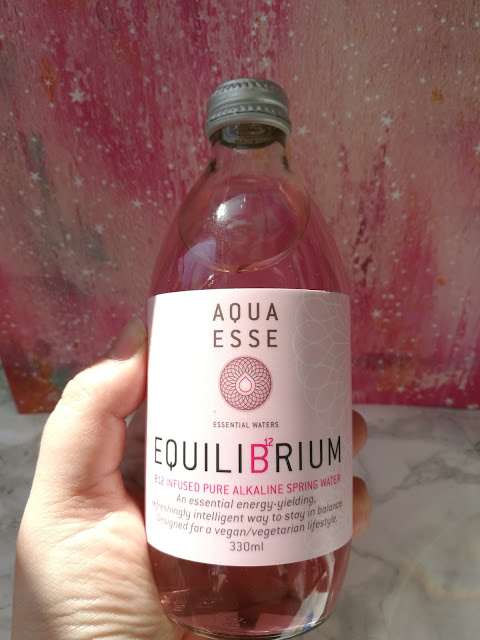 AQUA
ESSE
ESSENTIAL WATERS
EQUILIB12RIUM
B12 INFUSED PURE ALKALINE SPRING WATER
An essential energy-yielding,
refreshingly intelligent way to stay in balance.
Designed for a vegan/vegetarian lifestyle.
330ml